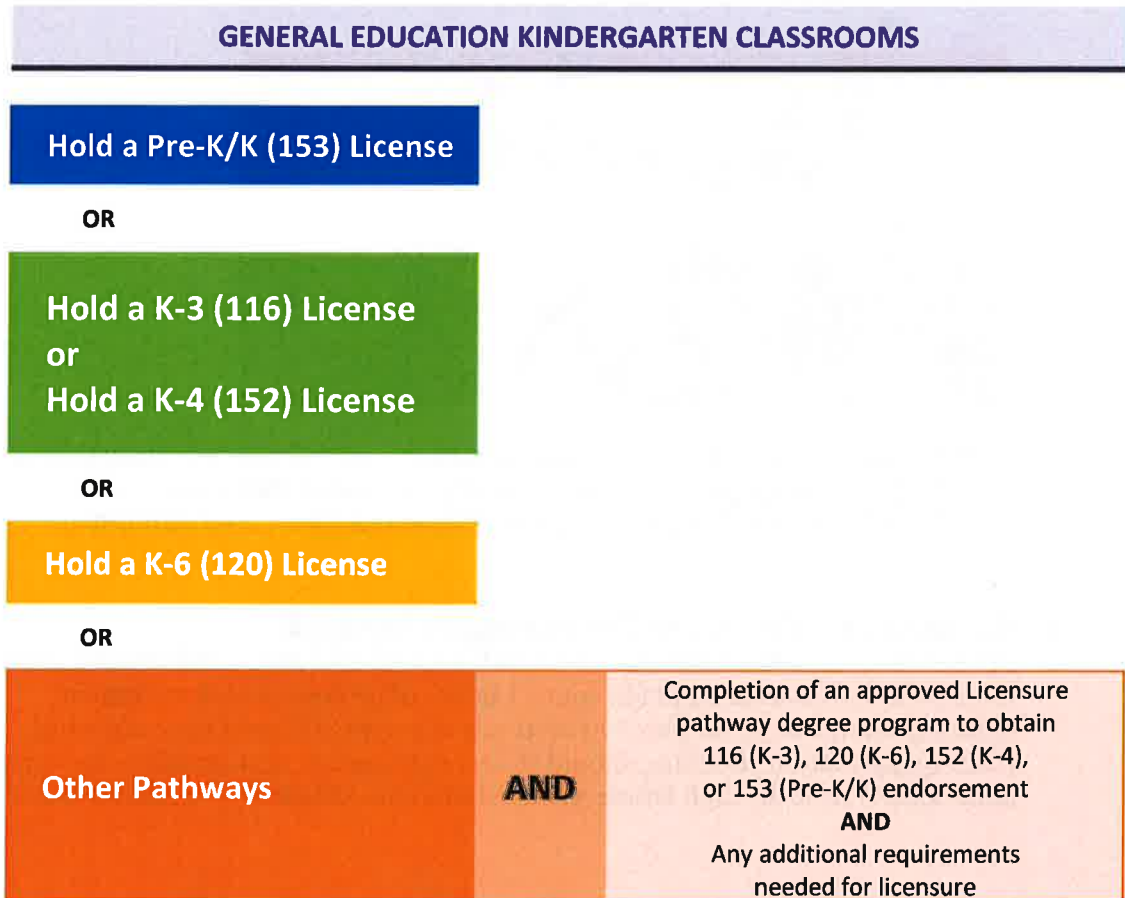 GENERAL EDUCATION KINDERGARTEN CLASSROOMS
Hold a Pre-K/K (153) License
OR
Hold a K-3 (116) License
or
Hold a K-4 (152) License
OR
Hold a K-6 (120) License
OR
Other Pathways
AND
Completion of an approved Licensure
pathway degree program to obtain
116 (K-3), 120 (K-6), 152 (K-4),
or 153 (Pre-K/K) endorsement
AND
Any additional requirements
needed for licensure